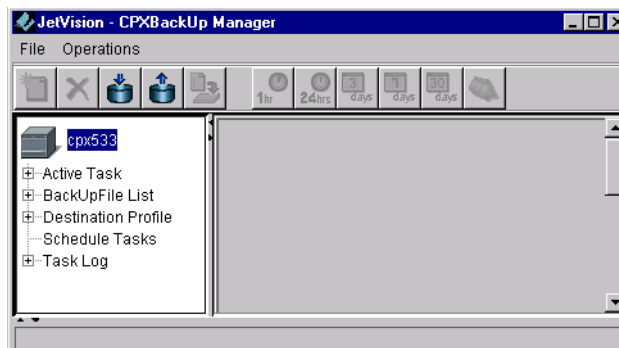 JetVision - CPXBackUp Manager
File Operations
1hr 24hrs 3 days 7 days 30 days
cpx533
Active Task
BackUpFile List
Destination Profile
Schedule Tasks
Task Log